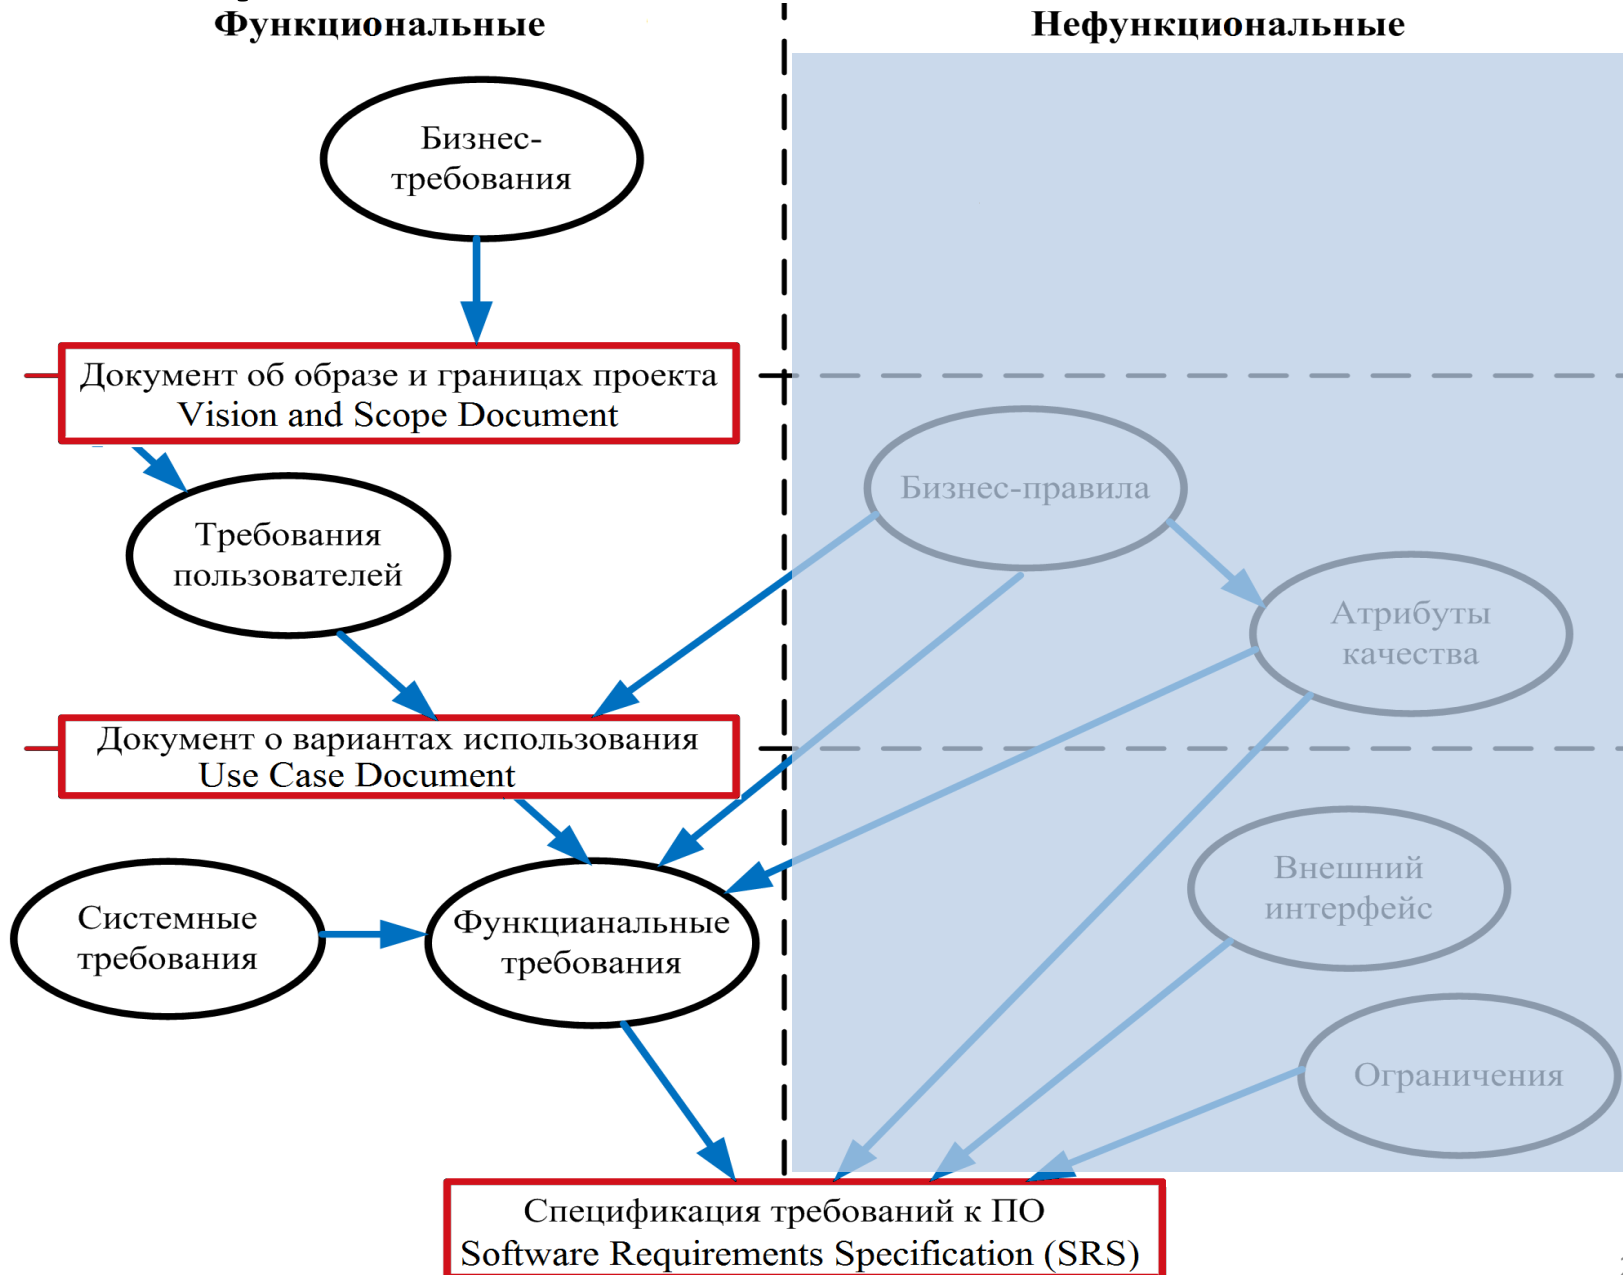 Функциональные
Нефункциональные
Бизнес-
требования
Документ об образе и границах проекта
Vision and Scope Document
Бизнес-правила
Требования
пользователей
Атрибуты
качества
Документ о вариантах использования
Use Case Document
Внешний
интерфейс
Системные
требования
Функцианальные
требования
Ограничения
Спецификация требований к ПО
Software Requirements Specification (SRS)